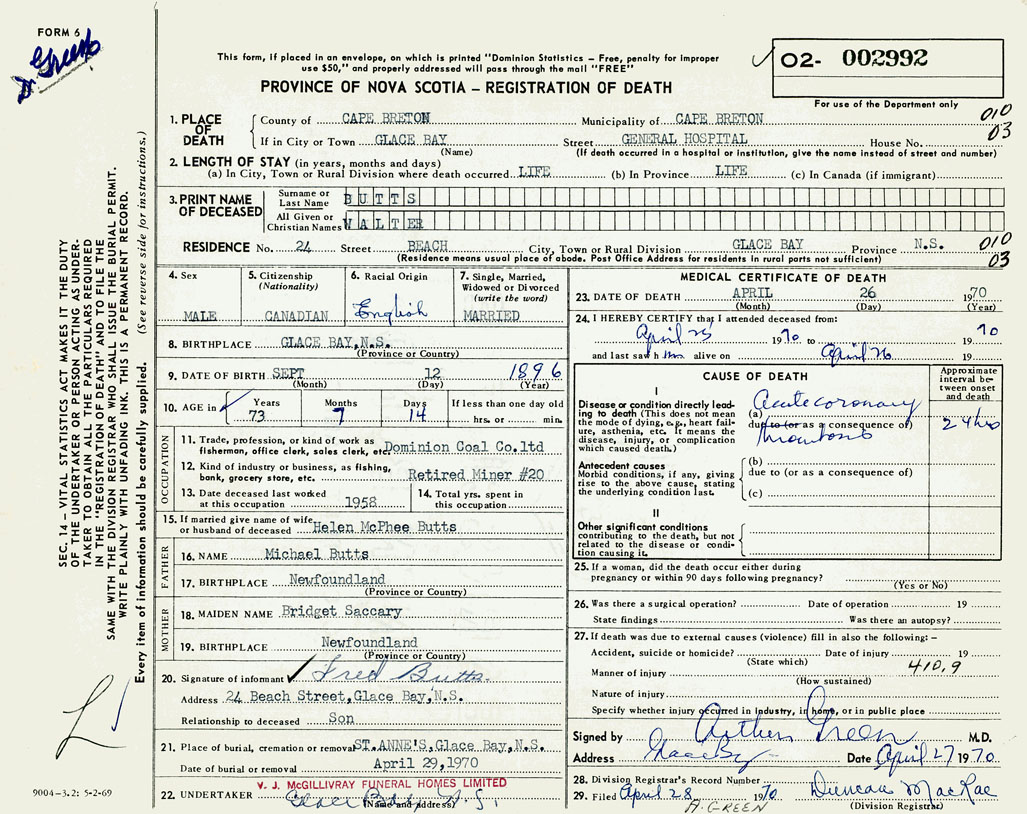 FORM 6
D. Green
This form, if placed in an envelope, on which is printed "Dominion Statistics – Free, penalty for improper
use $50," and properly addressed will pass through the mail "FREE"
PROVINCE OF NOVA SCOTIA – REGISTRATION OF DEATH
02- 002992
For use of the Department only
1. PLACE OF DEATH County of CAPE BRETON Municipality of CAPE BRETON 010
If in City or Town GLACE BAY Street GENERAL HOSPITAL House No. 03
(Name) (If death occurred in a hospital or institution, give the name instead of street and number)
2. LENGTH OF STAY (in years, months and days)
(a) In City, Town or Rural Division where death occurred LIFE (b) In Province LIFE (c) In Canada (if immigrant)
3. PRINT NAME OF DECEASED
Surname or Last Name BUTTS
All Given or Christian Names WALTER
RESIDENCE No. 24 Street BEACH City, Town or Rural Division GLACE BAY Province N.S. 010
(Residence means usual place of abode. Post Office Address for residents in rural parts not sufficient) 03
4. Sex
MALE
5. Citizenship
(Nationality)
CANADIAN
6. Racial Origin
English
7. Single, Married,
Widowed or Divorced
(write the word)
MARRIED
8. BIRTHPLACE GLACE BAY,N.S.
(Province or Country)
9. DATE OF BIRTH SEPT 12 1896
(Month) (Day) (Year)
10. AGE in Years Months Days If less than one day old
73 7 14 hrs. or min.
OCCUPATION
11. Trade, profession, or kind of work as
fisherman, office clerk, sales clerk, etc. Dominion Coal Co.ltd
12. Kind of industry or business, as fishing,
bank, grocery store, etc. Retired Miner #20
13. Date deceased last worked
at this occupation 1958
14. Total yrs. spent in
this occupation
15. If married give name of wife
or husband of deceased Helen McPhee Butts
FATHER
16. NAME Michael Butts
17. BIRTHPLACE Newfoundland
(Province or Country)
MOTHER
18. MAIDEN NAME Bridget Saccary
19. BIRTHPLACE Newfoundland
(Province or Country)
20. Signature of informant Fred Butts.
Address 24 Beach Street,Glace Bay,N.S.
Relationship to deceased Son
21. Place of burial, cremation or removal ST.ANNE'S,Glace Bay,N.S.
Date of burial or removal April 29,1970
V. J. McGILLIVRAY FUNERAL HOMES LIMITED
22. UNDERTAKER Glace Bay, N.S.
(Name and address)
MEDICAL CERTIFICATE OF DEATH
23. DATE OF DEATH APRIL 26 1970
(Month) (Day) (Year)
24. I HEREBY CERTIFY that I attended deceased from:
April 25 1970 to 70
and last saw him alive on April 26 19
CAUSE OF DEATH
Approximate
interval between
onset
and death
I
Disease or condition directly leading
to death (This does not mean
the mode of dying, e.g., heart failure,
asthenia, etc. It means the
disease, injury, or complication
which caused death.)
(a) Acute coronary
due to (or as a consequence of)
thrombosis
24 hrs
Antecedent causes
Morbid conditions, if any, giving
rise to the above cause, stating
the underlying condition last.
(b)
due to (or as a consequence of)
(c)
II
Other significant conditions
contributing to the death, but not
related to the disease or condition
causing it.
25. If a woman, did the death occur either during
pregnancy or within 90 days following pregnancy?
(Yes or No)
26. Was there a surgical operation? Date of operation 19
State findings Was there an autopsy?
27. If death was due to external causes (violence) fill in also the following: –
Accident, suicide or homicide? Date of injury 19
(State which)
Manner of injury 410.9
(How sustained)
Nature of injury
Specify whether injury occurred in industry, in home, or in public place
Signed by Arthur Green M.D.
Address Glace Bay Date April 27 1970.
28. Division Registrar's Record Number
29. Filed April 28 1970 Duncan MacRae
A. GREEN (Division Registrar)
SEC. 14 – VITAL STATISTICS ACT MAKES IT THE DUTY
OF THE UNDERTAKER OR PERSON ACTING AS UNDERTAKER
TO OBTAIN ALL THE PARTICULARS REQUIRED
IN THE "REGISTRATION OF DEATH" AND TO FILE THE
SAME WITH THE DIVISION REGISTRAR WHO SHALL ISSUE THE BURIAL PERMIT.
WRITE PLAINLY WITH UNFADING INK. THIS IS A PERMANENT RECORD.
Every item of information should be carefully supplied. (See reverse side for instructions.)
9004–3.2: 5-2-69